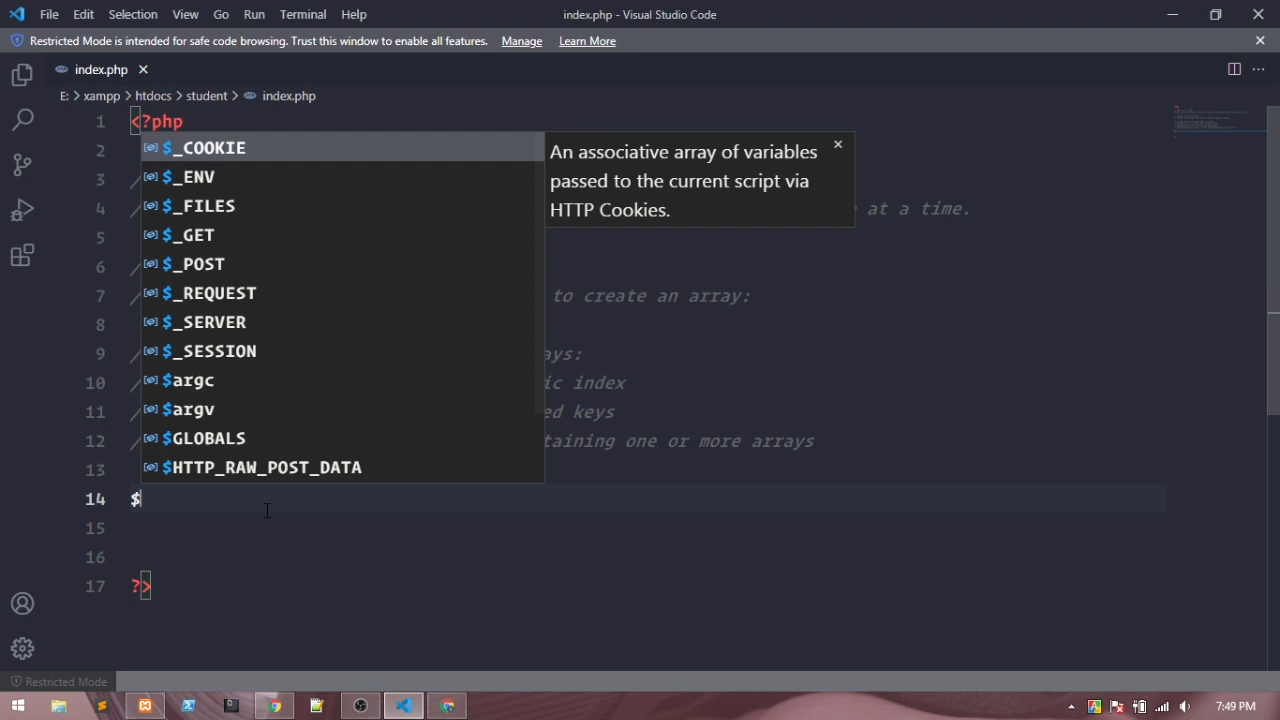 File Edit Selection View Go Run Terminal Help index.php - Visual Studio Code
Restricted Mode is intended for safe code browsing. Trust this window to enable all features. Manage Learn More
index.php
E: > xampp > htdocs > student > index.php
1 <?php
2 $_COOKIE An associative array of variables
3 / $_ENV passed to the current script via
4 / $_FILES HTTP Cookies. at a time.
5 $_GET
6 / $_POST
7 / $_REQUEST to create an array:
8 $_SERVER
9 / $_SESSION ays:
10 / $argc ic index
11 / $argv ed keys
12 / $GLOBALS taining one or more arrays
13 $HTTP_RAW_POST_DATA
14 $
15
16
17 ?>
Restricted Mode
7:49 PM